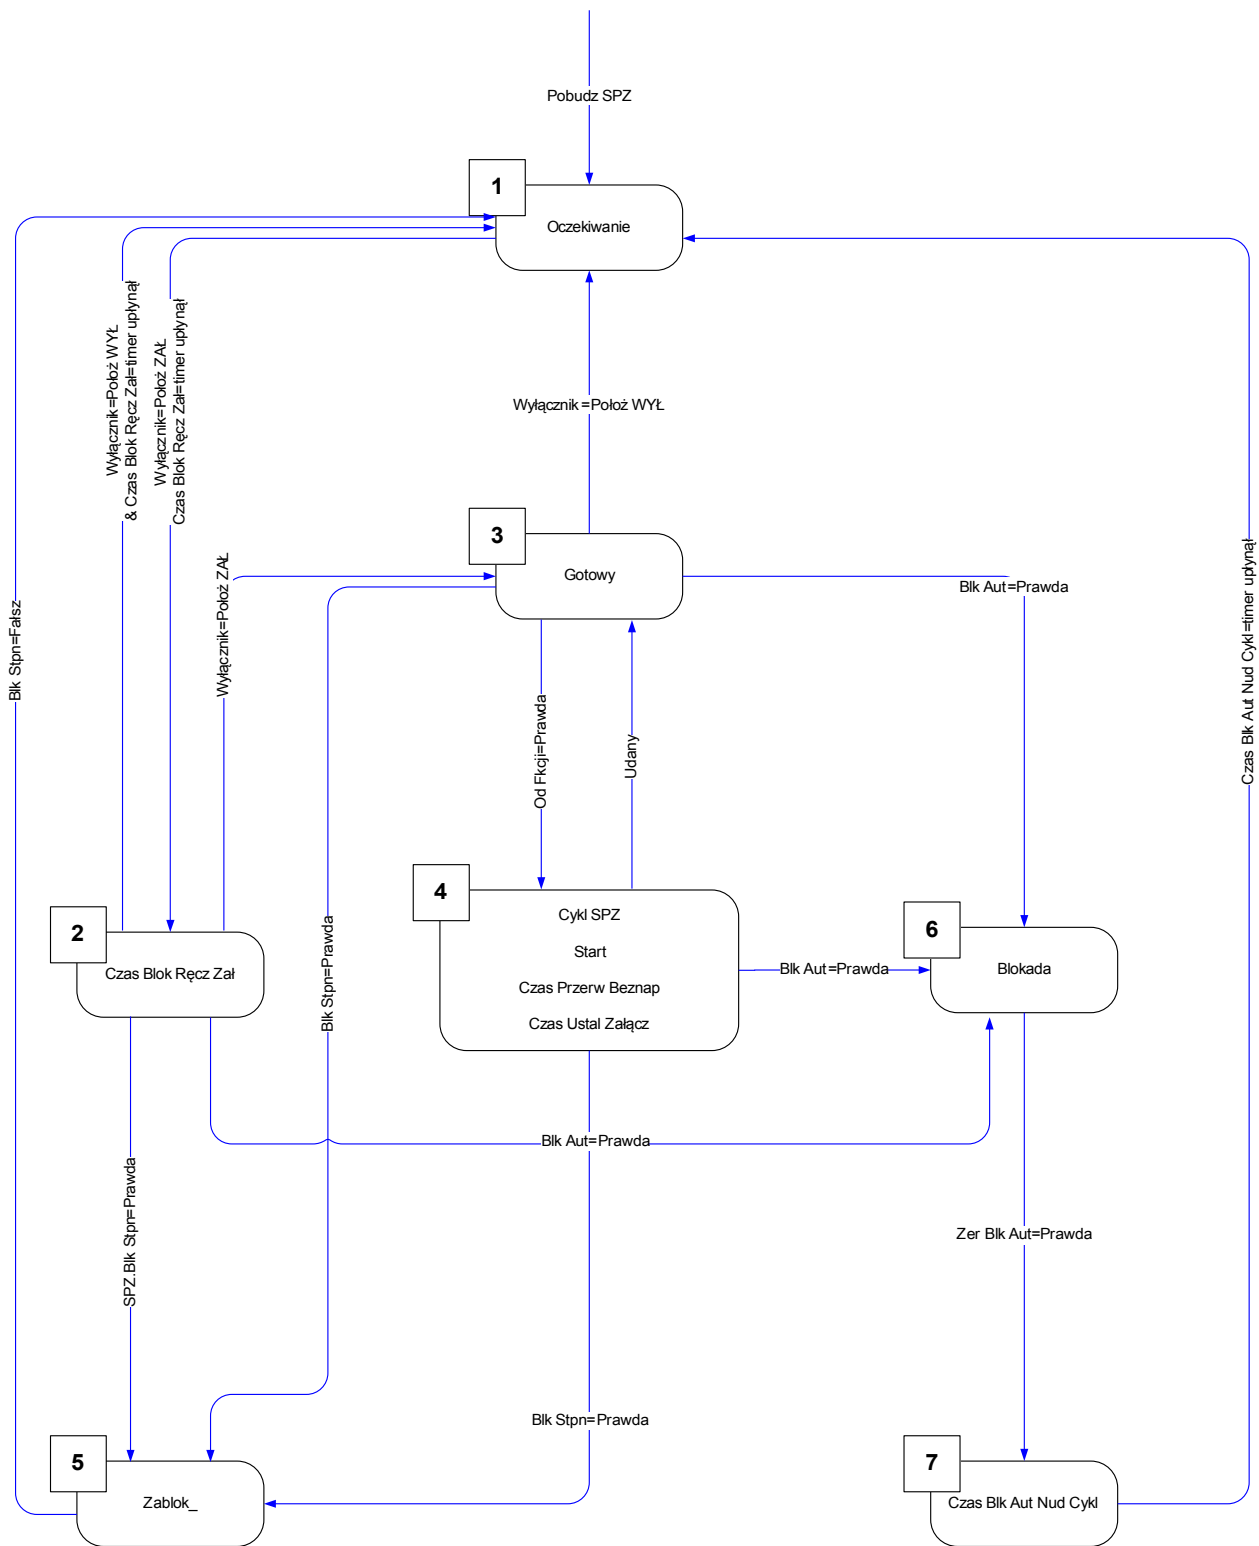 Pobudz SPZ
1
Oczekiwanie
Wyłącznik=Położ WYŁ
& Czas Blok Ręcz Zał=timer upłynął
Wyłącznik=Położ ZAŁ
Czas Blok Ręcz Zał=timer upłynął
Wyłącznik=Położ WYŁ
3
Gotowy
Blk Aut=Prawda
Wyłącznik=Położ ZAŁ
Blk Stpn=Fałsz
Czas Blk Aut Nud Cykl=timer upłynął
Od Fkcji=Prawda
Udany
4
Cykl SPZ
Start
Czas Przerw Beznap
Czas Ustal Załącz
2
Czas Blok Ręcz Zał
Blk Stpn=Prawda
Blk Aut=Prawda
6
Blokada
Blk Aut=Prawda
SPZ.Blk Stpn=Prawda
Zer Blk Aut=Prawda
Blk Stpn=Prawda
5
Zablok_
7
Czas Blk Aut Nud Cykl